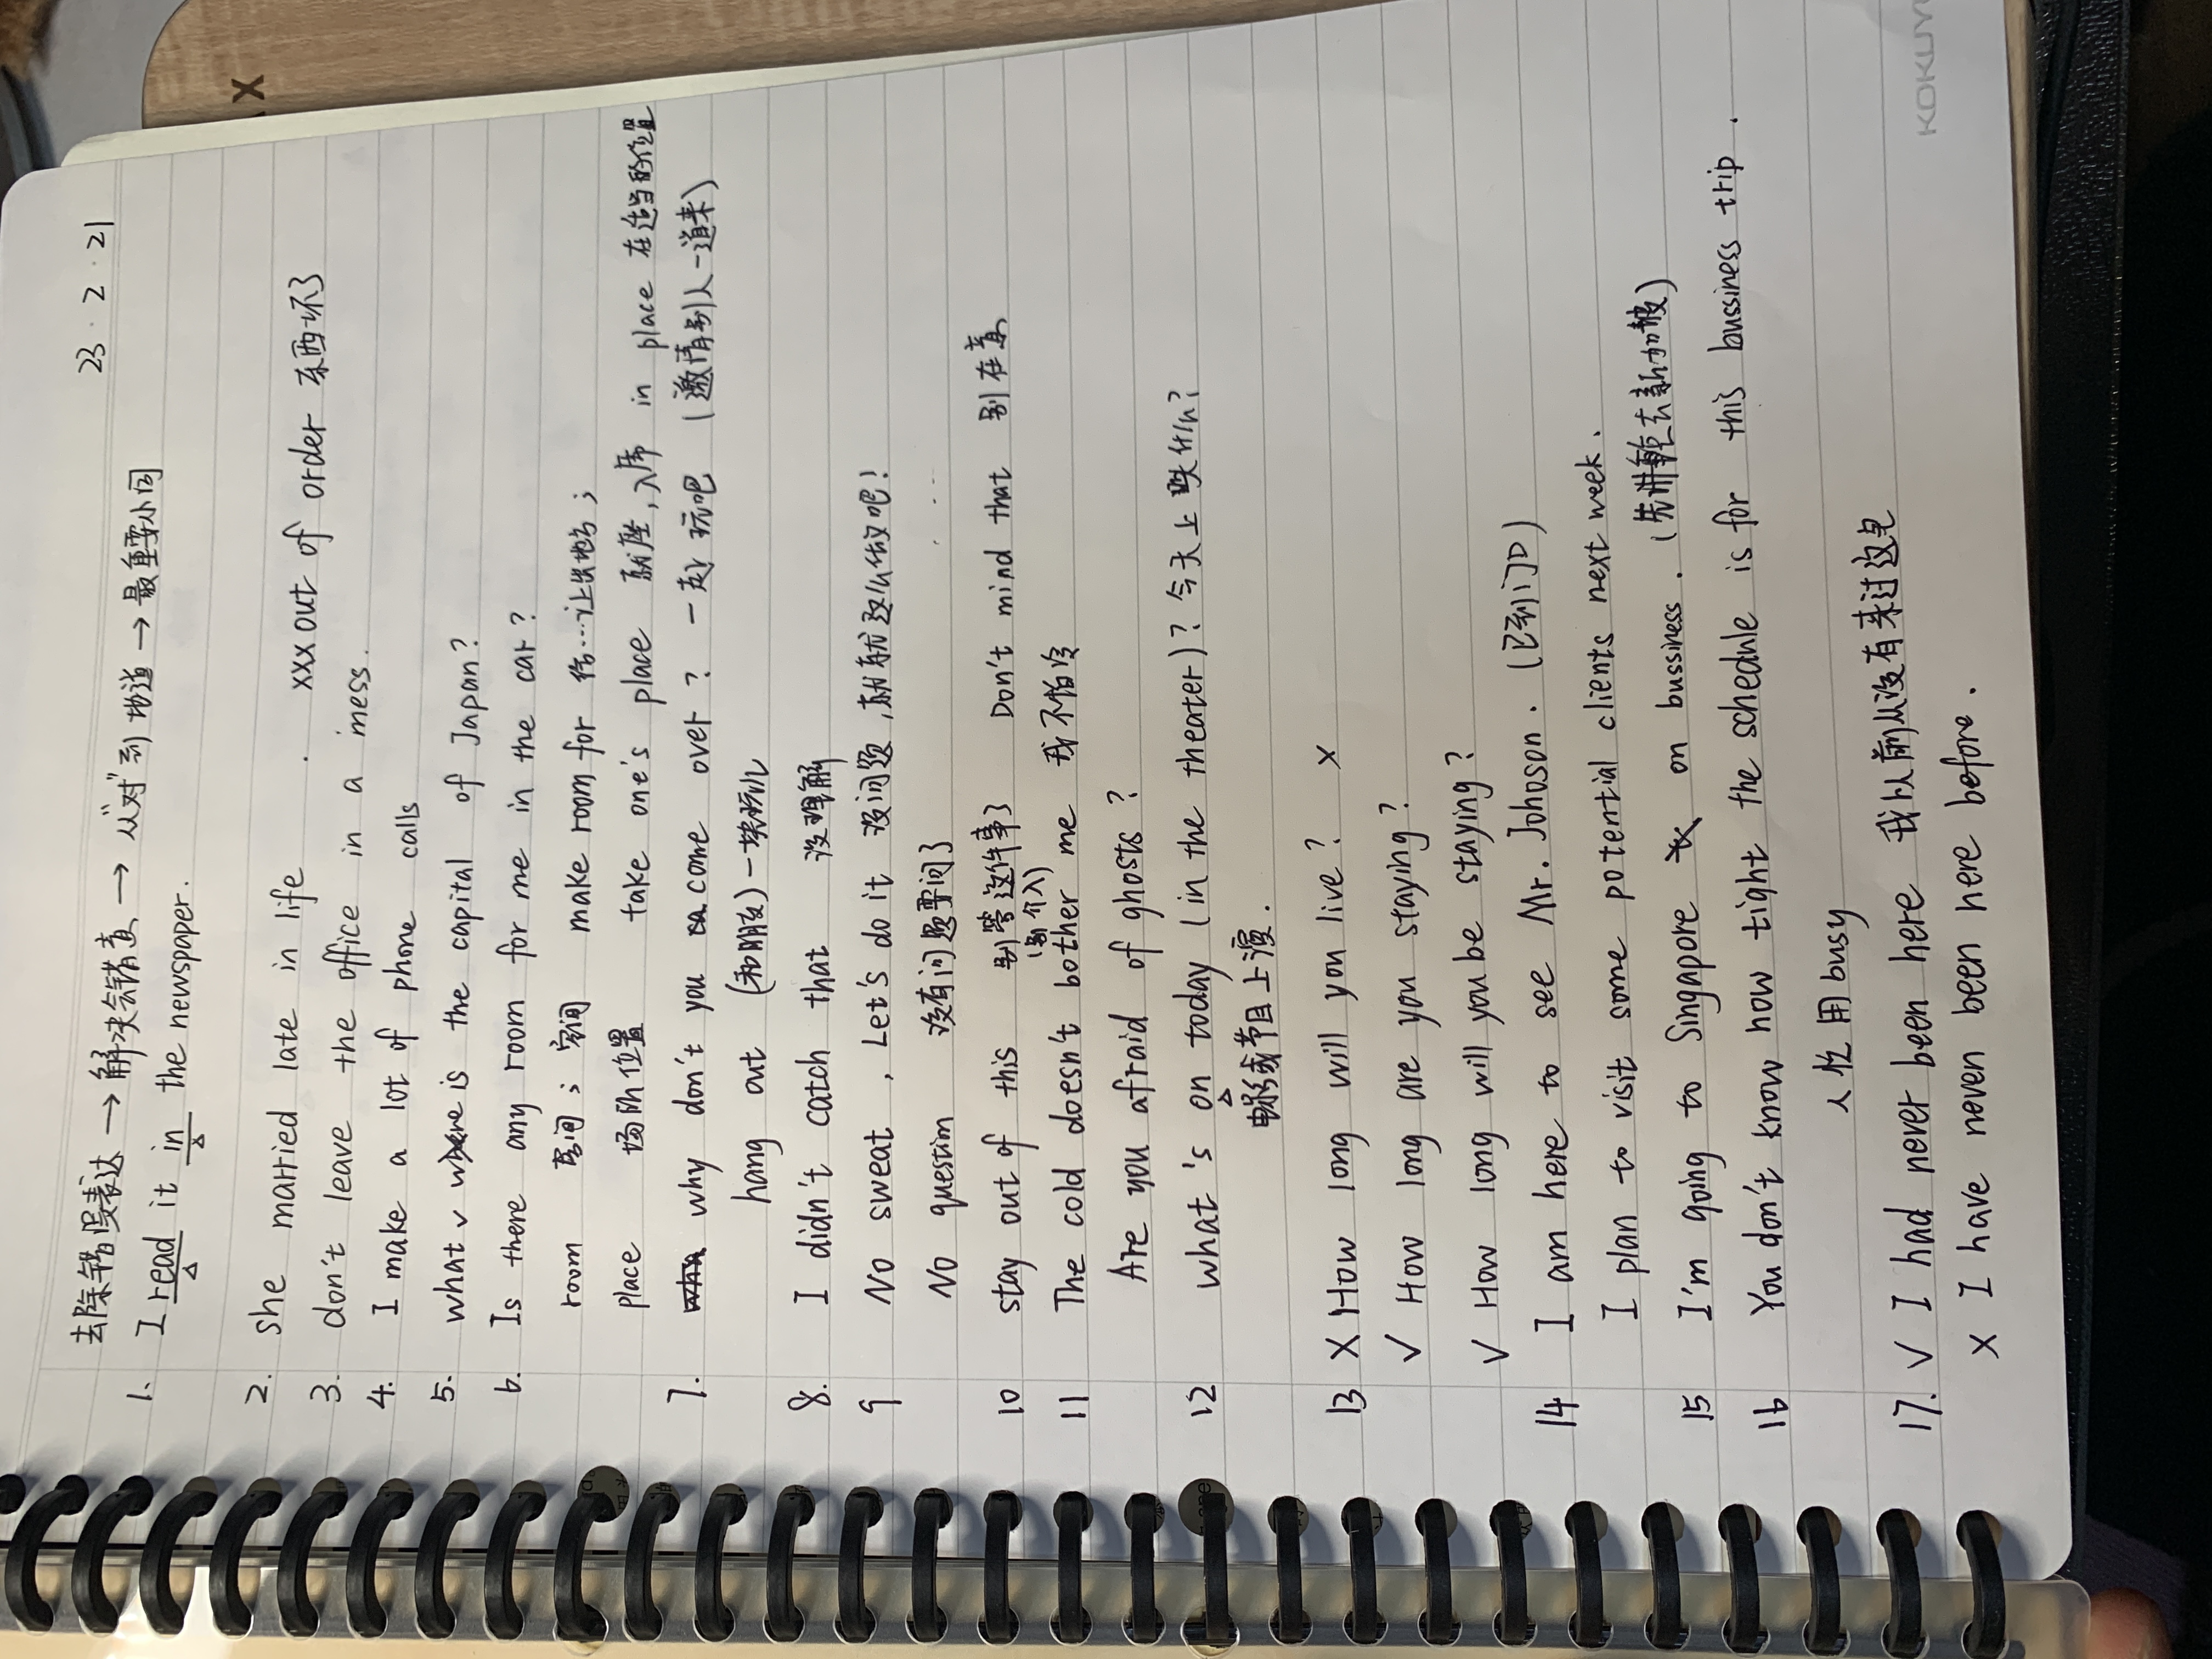 23 · 2 · 21
去除错误表达 → 解决会错意 → 从“对”到地道 → 最重要小词
1. I read it in the newspaper.
2. she married late in life . xxx out of order 东西坏了
3. don't leave the office in a mess.
4. I make a lot of phone calls
5. what ✓ where is the capital of Japan?
6. Is there any room for me in the car?
room 房间; 空间 make room for 给…让出地方;
place 场所位置 take one's place 就座,入席 in place 在适当的位置
7. why don't you ca come over? 一起玩吧 (邀请别人一道来)
hang out (和朋友)一块玩儿
8. I didn't catch that 没理解
9 No sweat , Let's do it 没问题,就就这么做吧!
No question 没有问题要问了
10 stay out of this 别管这件事了 Don't mind that 别在意
(别介入)
11 The cold doesn't bother me 我不怕冷
Are you afraid of ghosts?
12 what's on today (in the theater)? 今天上映什么?
电影或节目上演.
13 X How long will you live? x
✓ How long are you staying?
✓ How long will you be staying?
14 I am here to see Mr. Johoson. (已到门口)
I plan to visit some potential clients next week.
15 I'm going to Singapore on bussiness. (先讲重点去新加坡)
16 You don't know how tight the schedule is for this bussiness trip.
人忙用busy
17. ✓ I had never been here 我以前从没有来过这里
x I have neven been here before.
KOKUY